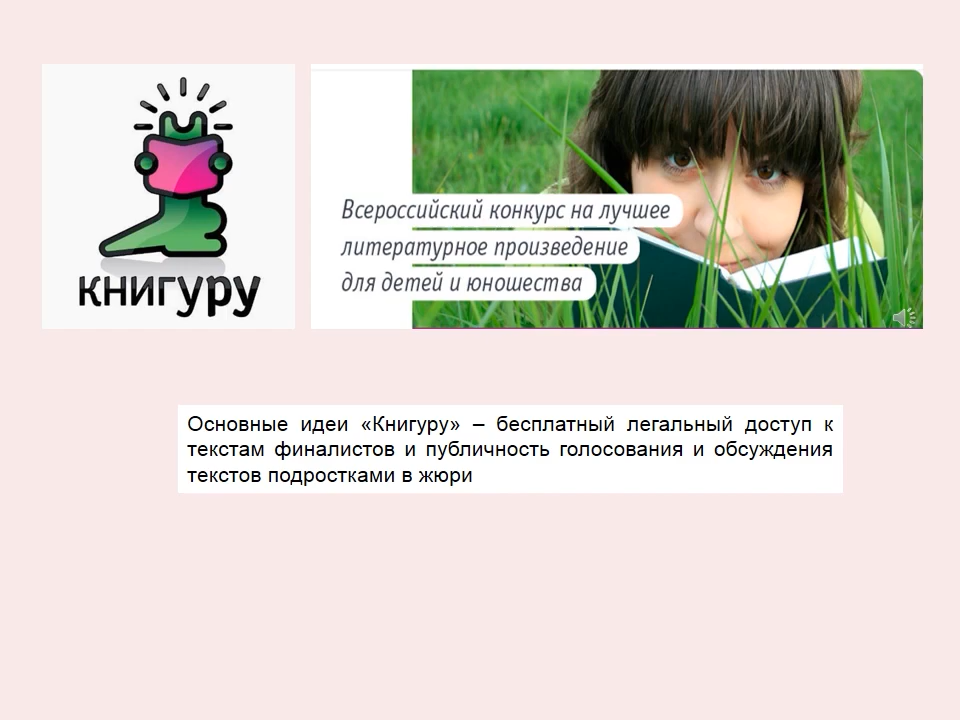 книгуру
Всероссийский конкурс на лучшее
литературное произведение
для детей и юношества
Основные идеи «Книгуру» – бесплатный легальный доступ к
текстам финалистов и публичность голосования и обсуждения
текстов подростками в жюри